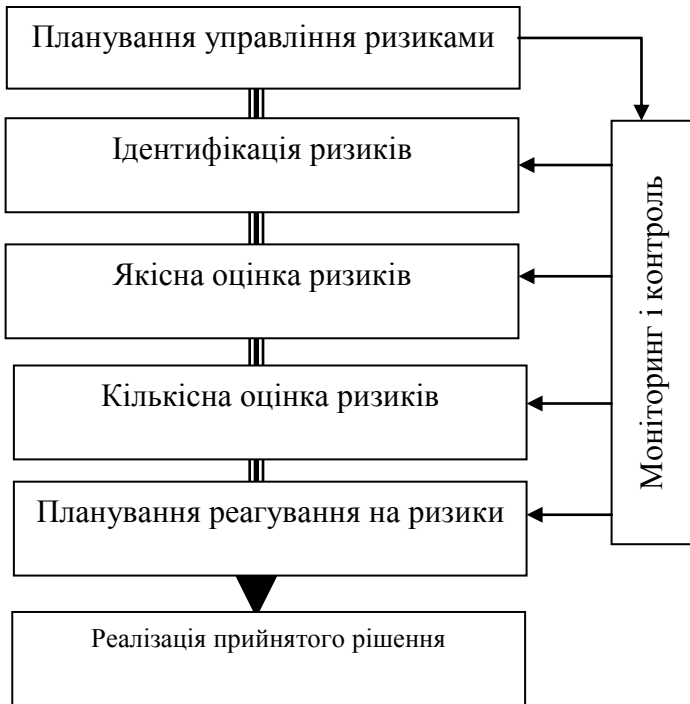 Планування управління ризиками
Ідентифікація ризиків
Якісна оцінка ризиків
Кількісна оцінка ризиків
Планування реагування на ризики
Реалізація прийнятого рішення
Моніторинг і контроль